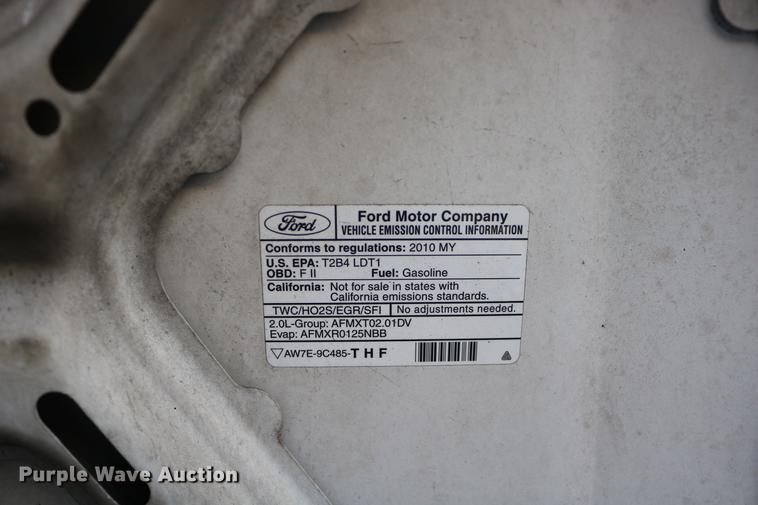 Ford
Ford Motor Company
VEHICLE EMISSION CONTROL INFORMATION
Conforms to regulations: 2010 MY
U.S. EPA: T2B4 LDT1
OBD: F II Fuel: Gasoline
California: Not for sale in states with
California emissions standards.
TWC/HO2S/EGR/SFI No adjustments needed.
2.0L-Group: AFMXT02.01DV
Evap: AFMXR0125NBB
AW7E-9C485-THF
Purple Wave Auction